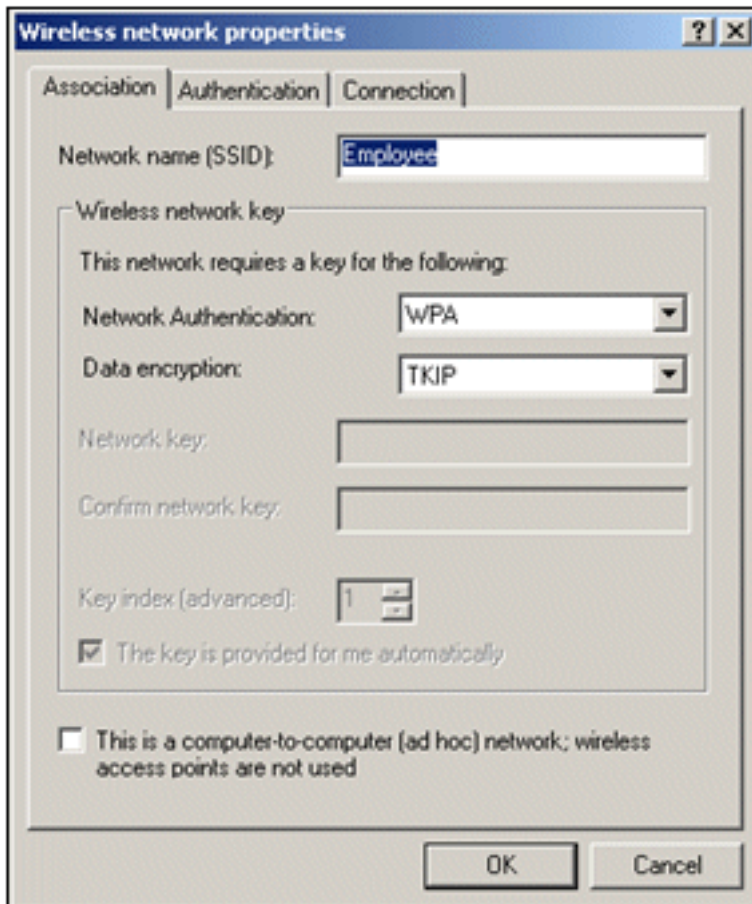 Wireless network properties
Association Authentication Connection
Network name (SSID): Employee
Wireless network key
This network requires a key for the following:
Network Authentication: WPA
Data encryption: TKIP
Network key:
Confirm network key:
Key index (advanced): 1
The key is provided for me automatically
This is a computer-to-computer (ad hoc) network; wireless
access points are not used
OK Cancel